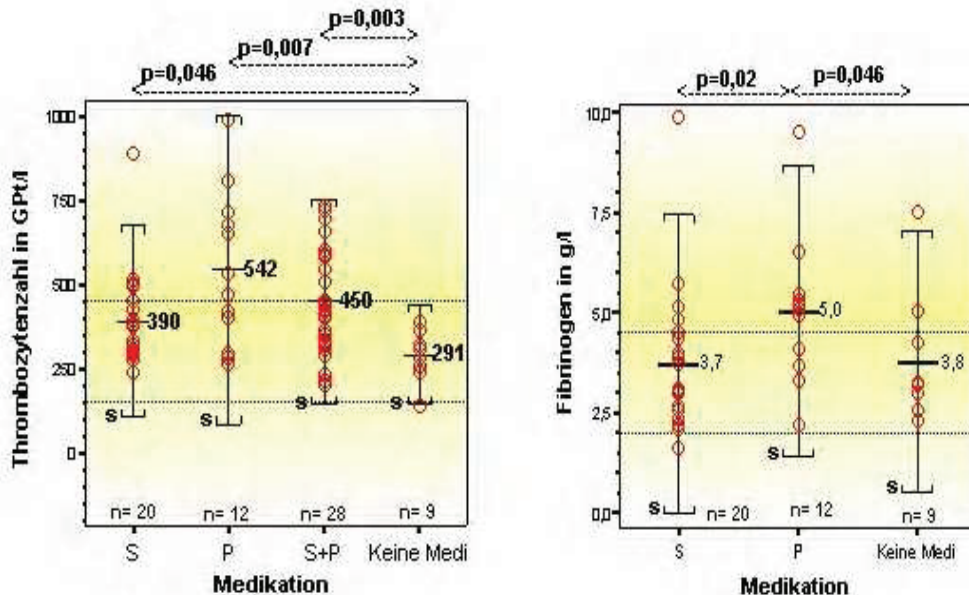 p=0,003
p=0,007
p=0,046
Thrombozytenzahl in GPt/l
1000
750
500
250
0
390
542
450
291
s
s
s
s
n= 20
n= 12
n= 28
n= 9
S
P
S+P
Keine Medi
Medikation
p=0,02
p=0,046
Fibrinogen in g/l
10,0
7,5
5,0
2,5
0,0
3,7
5,0
3,8
s
s
s
n= 20
n= 12
n= 9
S
P
Keine Medi
Medikation